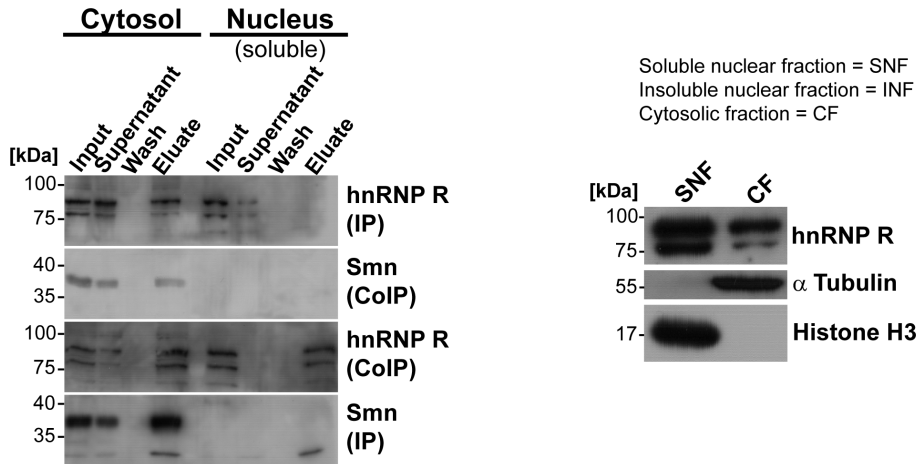 Cytosol Nucleus
(soluble)
Input Supernatant Wash Eluate Input Supernatant Wash Eluate
[kDa]
100
75
hnRNP R
(IP)
40
35
Smn
(CoIP)
100
75
hnRNP R
(CoIP)
40
35
Smn
(IP)
Soluble nuclear fraction = SNF
Insoluble nuclear fraction = INF
Cytosolic fraction = CF
[kDa] SNF CF
100
75
hnRNP R
55
α Tubulin
17
Histone H3